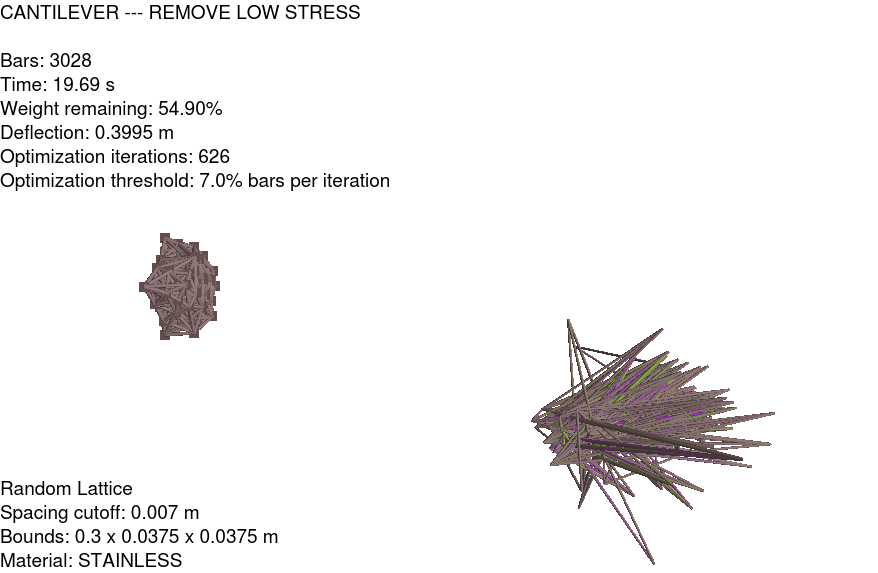 CANTILEVER --- REMOVE LOW STRESS
Bars: 3028
Time: 19.69 s
Weight remaining: 54.90%
Deflection: 0.3995 m
Optimization iterations: 626
Optimization threshold: 7.0% bars per iteration
Random Lattice
Spacing cutoff: 0.007 m
Bounds: 0.3 x 0.0375 x 0.0375 m
Material: STAINLESS